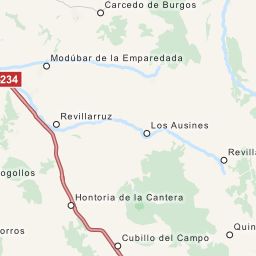 Carcedo de Burgos
Modúbar de la Emparedada
234
Revillarruz
Los Ausines
Revilla
ogollos
Hontoria de la Cantera
orros
Quin
Cubillo del Campo